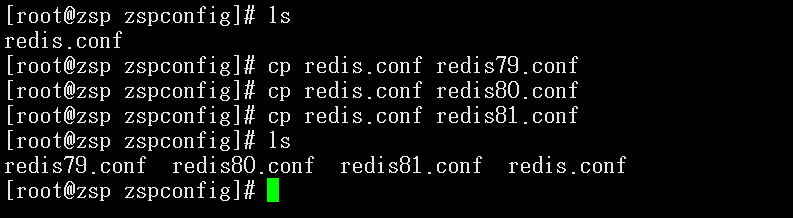 [root@zsp zspconfig]# ls
redis.conf
[root@zsp zspconfig]# cp redis.conf redis79.conf
[root@zsp zspconfig]# cp redis.conf redis80.conf
[root@zsp zspconfig]# cp redis.conf redis81.conf
[root@zsp zspconfig]# ls
redis79.conf  redis80.conf  redis81.conf  redis.conf
[root@zsp zspconfig]#